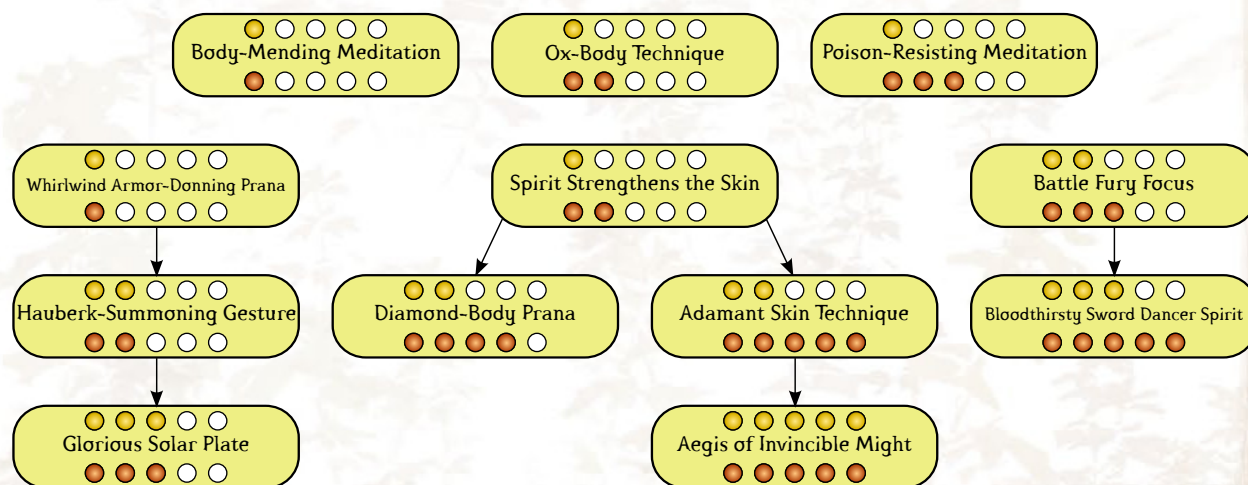 Body-Mending Meditation
Ox-Body Technique
Poison-Resisting Meditation
Whirlwind Armor-Donning Prana
Spirit Strengthens the Skin
Battle Fury Focus
Hauberk-Summoning Gesture
Diamond-Body Prana
Adamant Skin Technique
Bloodthirsty Sword Dancer Spirit
Glorious Solar Plate
Aegis of Invincible Might